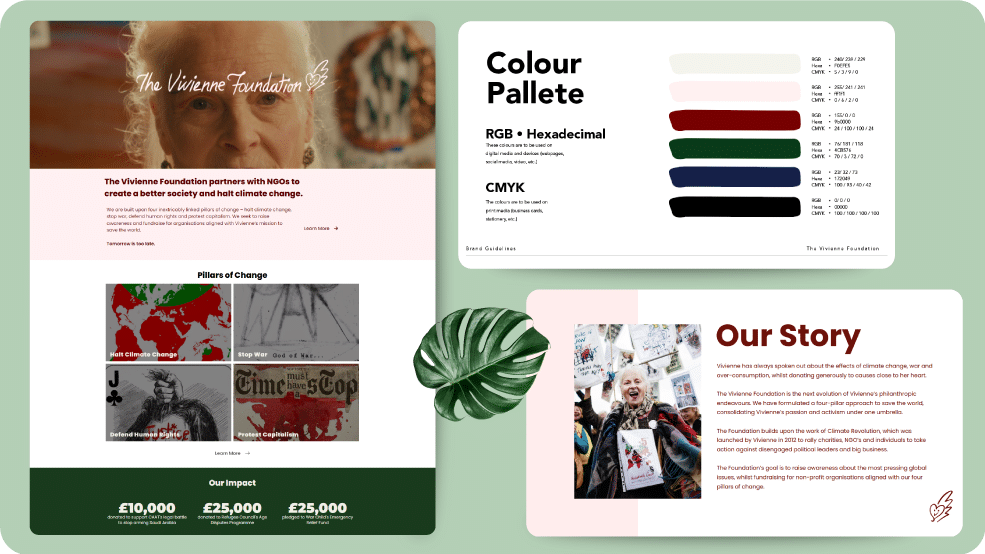 The Vivienne Foundation
The Vivienne Foundation partners with NGOs to
create a better society and halt climate change.
We are built upon four inextricably linked pillars of change – halt climate change,
stop war, defend human rights and protest capitalism. We seek to raise
awareness and fundraise for organisations aligned with Vivienne's mission to
save the world.
Learn More →
Tomorrow is too late.
Pillars of Change
Halt Climate Change
Stop War
God of War...
J
Defend Human Rights
Time must have a sTop
Protest Capitalism
Learn More →
Our Impact
£10,000
donated to support CAAT's legal battle
to stop arming Saudi Arabia
£25,000
donated to Refugee Council's Age
Disputes Programme
£25,000
pledged to War Child's Emergency
Relief Fund
Colour
Pallete
RGB • Hexadecimal
These colours are to be used on
digital media and devices (webpages,
social media, video, etc.)
CMYK
The colours are to be used on
print media (business cards,
stationery, etc.)
RGB • 240/ 239 / 229
Hexa • F0EFE5
CMYK • 5 / 3 / 9 / 0
RGB • 255/ 241 / 241
Hexa • fff1f1
CMYK • 0 / 6 / 2 / 0
RGB • 155/ 0 / 0
Hexa • 9b0000
CMYK • 24 / 100 / 100 / 24
RGB • 76/ 181 / 118
Hexa • 4CB576
CMYK • 70 / 5 / 72 / 0
RGB • 23/ 32 / 73
Hexa • 172049
CMYK • 100 / 95 / 40 / 42
RGB • 0/ 0 / 0
Hexa • 00000
CMYK • 100 / 100 / 100 / 100
Brand Guidelines
The Vivienne Foundation
Our Story
Vivienne has always spoken out about the effects of climate change, war and
over-consumption, whilst donating generously to causes close to her heart.
The Vivienne Foundation is the next evolution of Vivienne's philanthropic
endeavours. We have formulated a four-pillar approach to save the world,
consolidating Vivienne's passion and activism under one umbrella.
The Foundation builds upon the work of Climate Revolution, which was
launched by Vivienne in 2012 to rally charities, NGO's and individuals to take
action against disengaged political leaders and big business.
The Foundation's goal is to raise awareness about the most pressing global
issues, whilst fundraising for non-profit organisations aligned with our four
pillars of change.